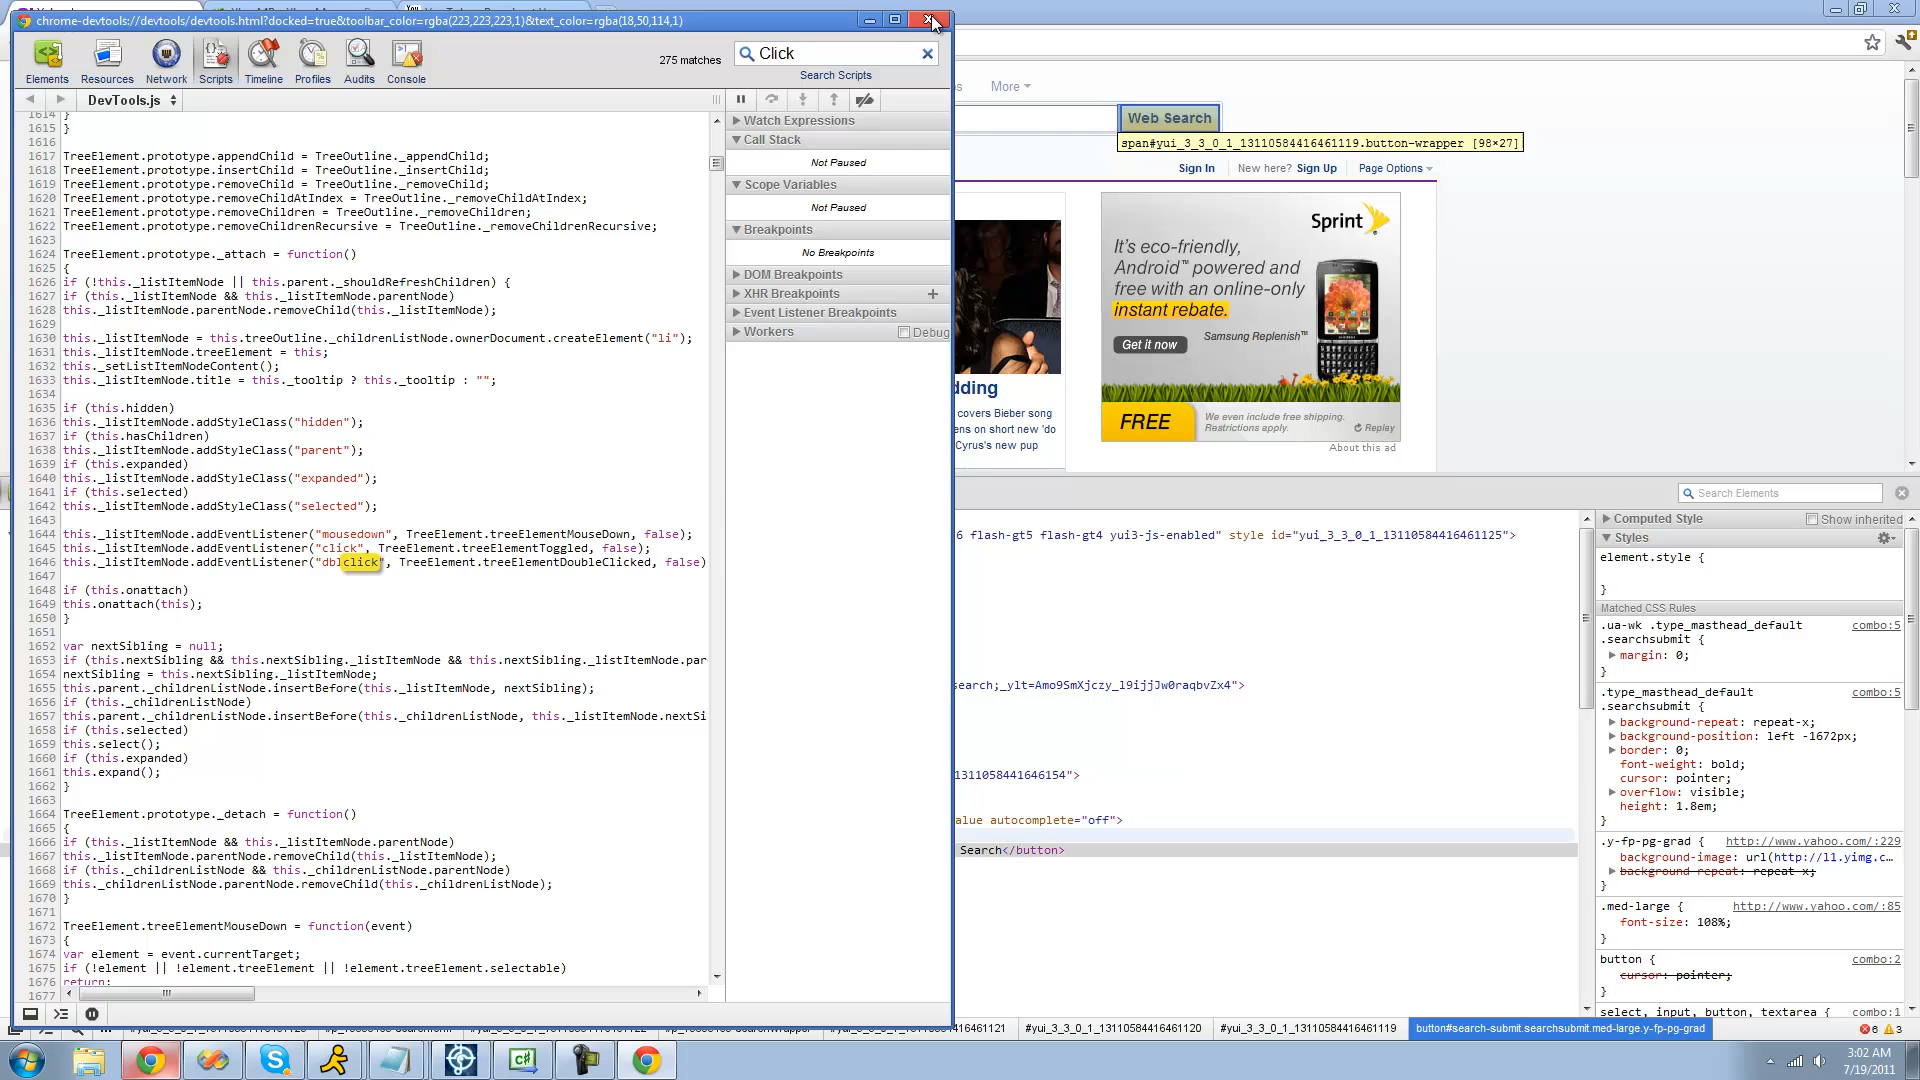 chrome-devtools://devtools/devtools.html?docked=true&toolbar_color=rgba(223,223,223,1)&text_color=rgba(18,50,114,1)
Elements
Resources
Network
Scripts
Timeline
Profiles
Audits
Console
275 matches
Click
Search Scripts
DevTools.js
1614 }
1615 }
1616
1617 TreeElement.prototype.appendChild = TreeOutline._appendChild;
1618 TreeElement.prototype.insertChild = TreeOutline._insertChild;
1619 TreeElement.prototype.removeChild = TreeOutline._removeChild;
1620 TreeElement.prototype.removeChildAtIndex = TreeOutline._removeChildAtIndex;
1621 TreeElement.prototype.removeChildren = TreeOutline._removeChildren;
1622 TreeElement.prototype.removeChildrenRecursive = TreeOutline._removeChildrenRecursive;
1623
1624 TreeElement.prototype._attach = function()
1625 {
1626 if (!this._listItemNode || this.parent._shouldRefreshChildren) {
1627 if (this._listItemNode && this._listItemNode.parentNode)
1628 this._listItemNode.parentNode.removeChild(this._listItemNode);
1629
1630 this._listItemNode = this.treeOutline._childrenListNode.ownerDocument.createElement("li");
1631 this._listItemNode.treeElement = this;
1632 this._setListItemNodeContent();
1633 this._listItemNode.title = this._tooltip ? this._tooltip : "";
1634
1635 if (this.hidden)
1636 this._listItemNode.addStyleClass("hidden");
1637 if (this.hasChildren)
1638 this._listItemNode.addStyleClass("parent");
1639 if (this.expanded)
1640 this._listItemNode.addStyleClass("expanded");
1641 if (this.selected)
1642 this._listItemNode.addStyleClass("selected");
1643
1644 this._listItemNode.addEventListener("mousedown", TreeElement.treeElementMouseDown, false);
1645 this._listItemNode.addEventListener("click", TreeElement.treeElementToggled, false);
1646 this._listItemNode.addEventListener("dblclick", TreeElement.treeElementDoubleClicked, false)
1647
1648 if (this.onattach)
1649 this.onattach(this);
1650 }
1651
1652 var nextSibling = null;
1653 if (this.nextSibling && this.nextSibling._listItemNode && this.nextSibling._listItemNode.par
1654 nextSibling = this.nextSibling._listItemNode;
1655 this.parent._childrenListNode.insertBefore(this._listItemNode, nextSibling);
1656 if (this._childrenListNode)
1657 this.parent._childrenListNode.insertBefore(this._childrenListNode, this._listItemNode.nextSi
1658 if (this.selected)
1659 this.select();
1660 if (this.expanded)
1661 this.expand();
1662 }
1663
1664 TreeElement.prototype._detach = function()
1665 {
1666 if (this._listItemNode && this._listItemNode.parentNode)
1667 this._listItemNode.parentNode.removeChild(this._listItemNode);
1668 if (this._childrenListNode && this._childrenListNode.parentNode)
1669 this._childrenListNode.parentNode.removeChild(this._childrenListNode);
1670 }
1671
1672 TreeElement.treeElementMouseDown = function(event)
1673 {
1674 var element = event.currentTarget;
1675 if (!element || !element.treeElement || !element.treeElement.selectable)
1676 return;
1677
Watch Expressions
Call Stack
Not Paused
Scope Variables
Not Paused
Breakpoints
No Breakpoints
DOM Breakpoints
XHR Breakpoints +
Event Listener Breakpoints
Workers
Debug
More
Web Search
span#yui_3_3_0_1_13110584416461119.button-wrapper [98×27]
Sign In
New here? Sign Up
Page Options
dding
covers Bieber song
ens on short new 'do
Cyrus's new pup
Sprint
It's eco-friendly,
Android™ powered and
free with an online-only
instant rebate.
Samsung Replenish™
Get it now
FREE
We even include free shipping.
Restrictions apply.
Replay
About this ad
Search Elements
6 flash-gt5 flash-gt4 yui3-js-enabled" style id="yui_3_3_0_1_13110584416461125">
search;_ylt=Amo9SmXjczy_l9ijjJw0raqbvZx4">
1311058441646154">
alue autocomplete="off">
Search</button>
Computed Style
Show inherited
Styles
element.style {
}
Matched CSS Rules
.ua-wk .type_masthead_default combo:5
.searchsubmit {
margin: 0;
}
.type_masthead_default combo:5
.searchsubmit {
background-repeat: repeat-x;
background-position: left -1672px;
border: 0;
font-weight: bold;
cursor: pointer;
overflow: visible;
height: 1.8em;
}
.y-fp-pg-grad { http://www.yahoo.com/:229
background-image: url(http://l1.yimg.c…
background-repeat: repeat-x;
}
.med-large { http://www.yahoo.com/:85
font-size: 108%;
}
button { combo:2
cursor: pointer;
}
select, input, button, textarea { combo:1
416461121
#yui_3_3_0_1_13110584416461120
#yui_3_3_0_1_13110584416461119
button#search-submit.searchsubmit.med-large.y-fp-pg-grad
6 3
3:02 AM
7/19/2011